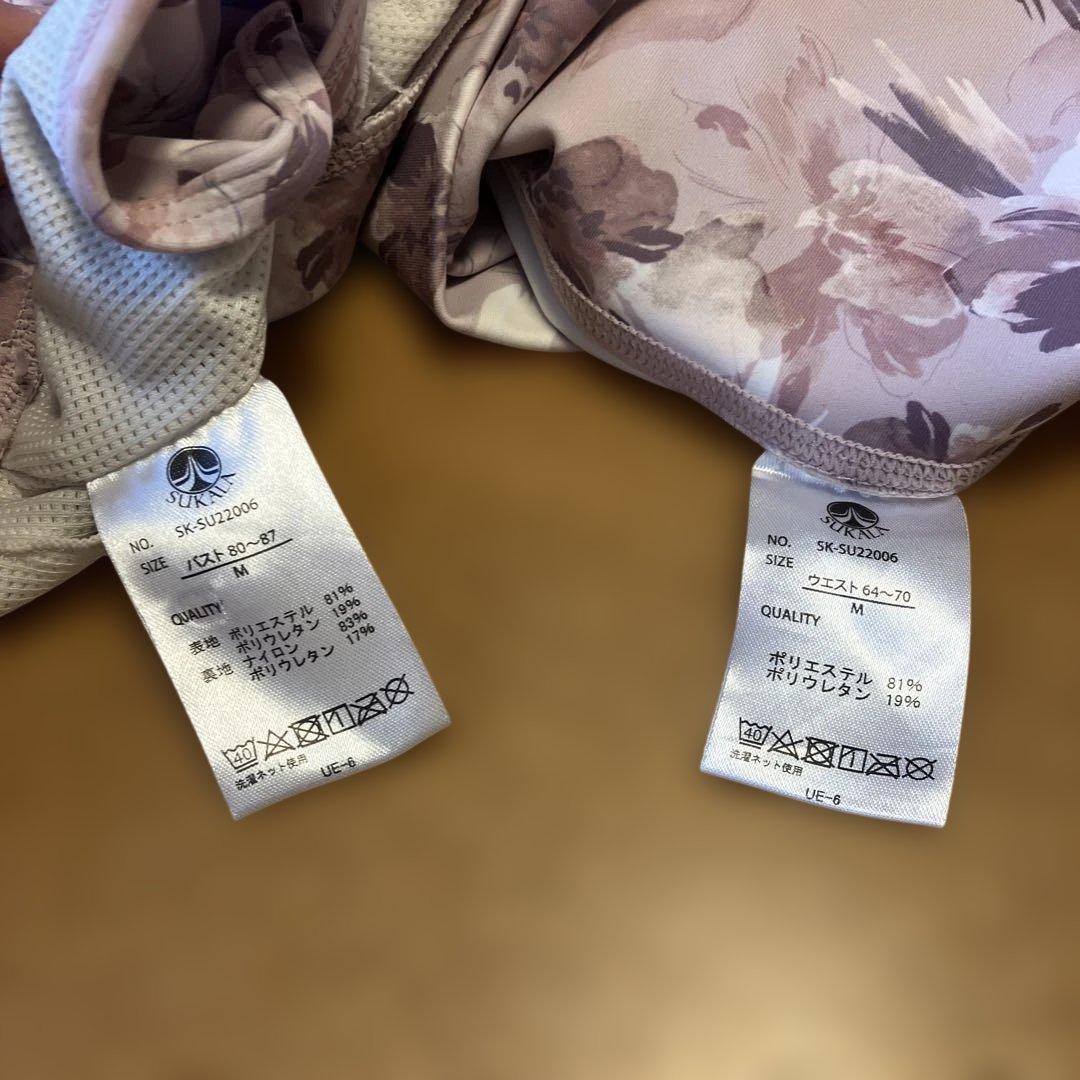 SUKALA
NO. SK-SU22006
SIZE バスト 80〜87
M
QUALITY
表地 ポリエステル 81%
ポリウレタン 19%
裏地 ナイロン 83%
ポリウレタン 17%
40
洗濯ネット使用
UE-6
SUKALA
NO. SK-SU22006
SIZE
ウエスト 64〜70
M
QUALITY
ポリエステル 81%
ポリウレタン 19%
40
洗濯ネット使用
UE-6